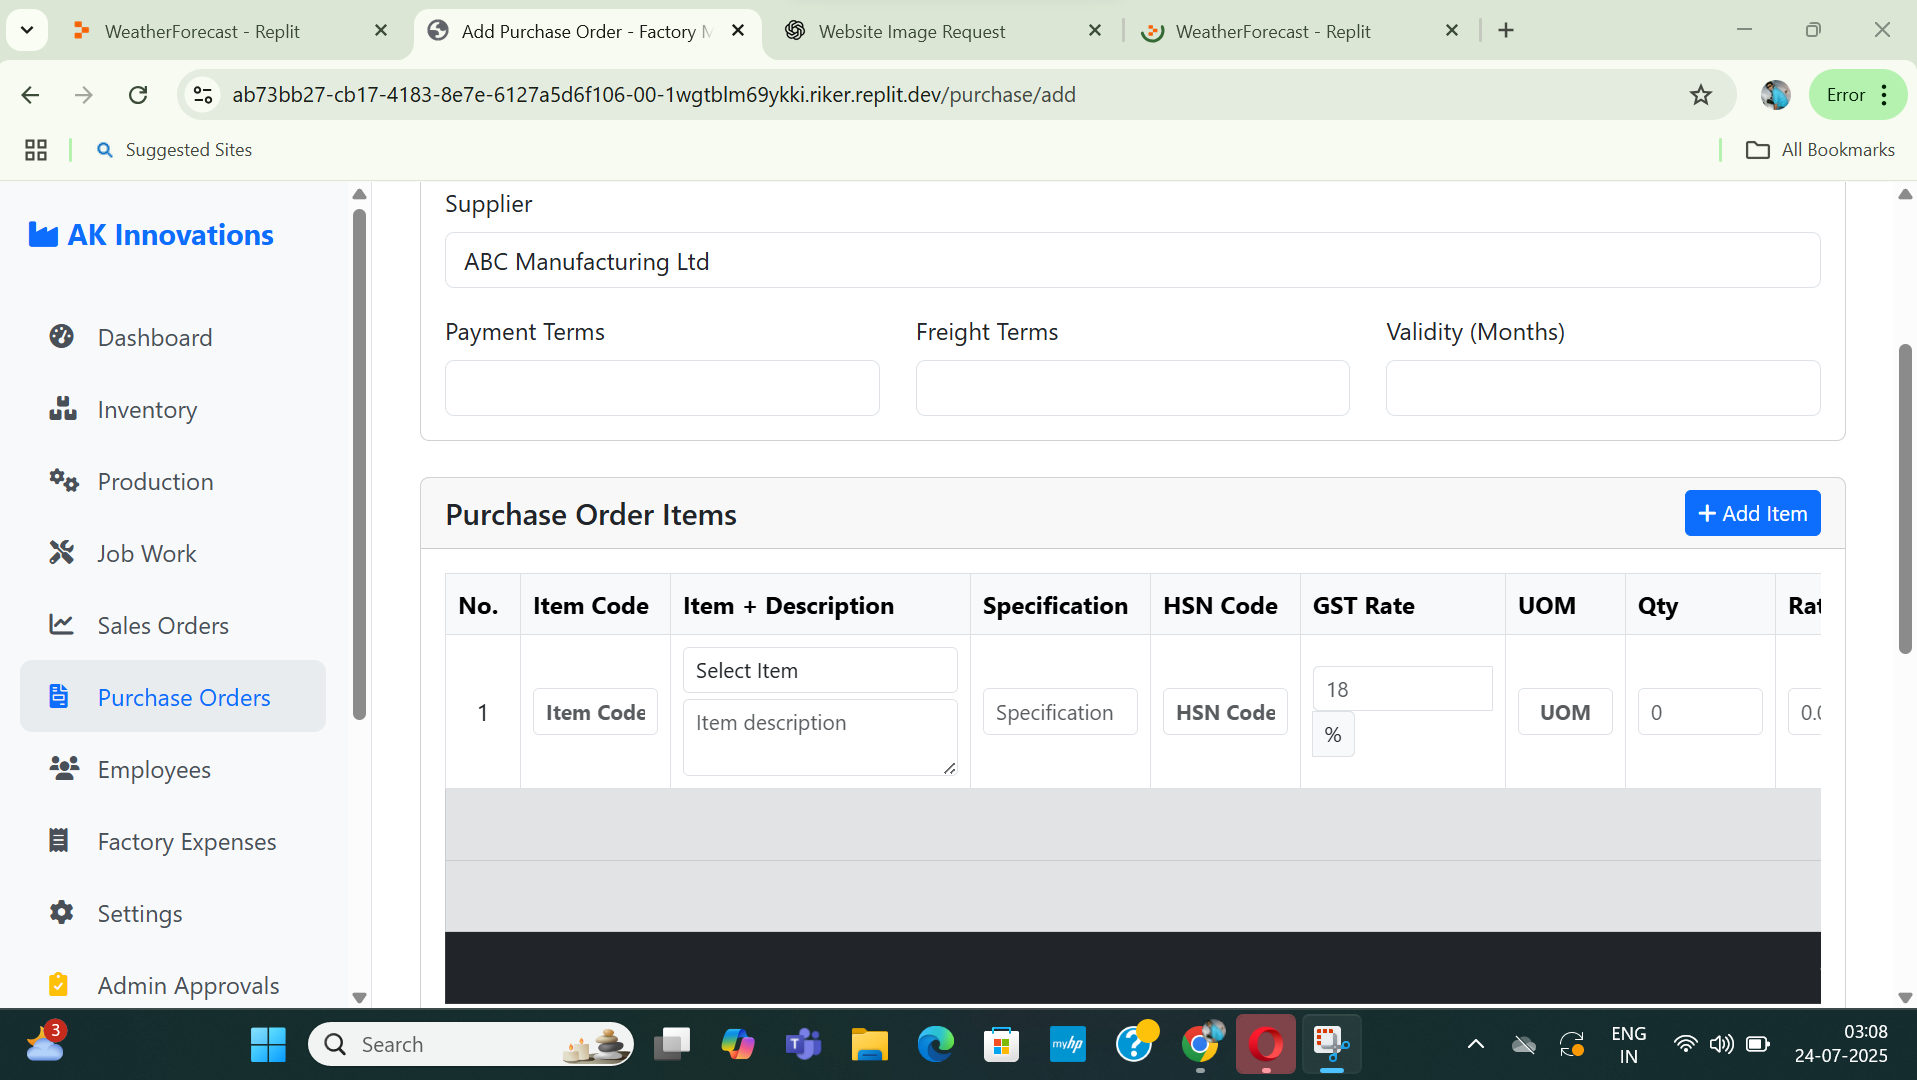 WeatherForecast - Replit
Add Purchase Order - Factory M
Website Image Request
WeatherForecast - Replit
ab73bb27-cb17-4183-8e7e-6127a5d6f106-00-1wgtblm69ykki.riker.replit.dev/purchase/add
Error
Suggested Sites
All Bookmarks
AK Innovations
Dashboard
Inventory
Production
Job Work
Sales Orders
Purchase Orders
Employees
Factory Expenses
Settings
Admin Approvals
Supplier
ABC Manufacturing Ltd
Payment Terms Freight Terms Validity (Months)
Purchase Order Items
+ Add Item
No. Item Code Item + Description Specification HSN Code GST Rate UOM Qty Rat
1 Item Code Select Item Item description Specification HSN Code 18 % UOM 0 0.0
3
Search
myhp
ENG
IN
03:08
24-07-2025